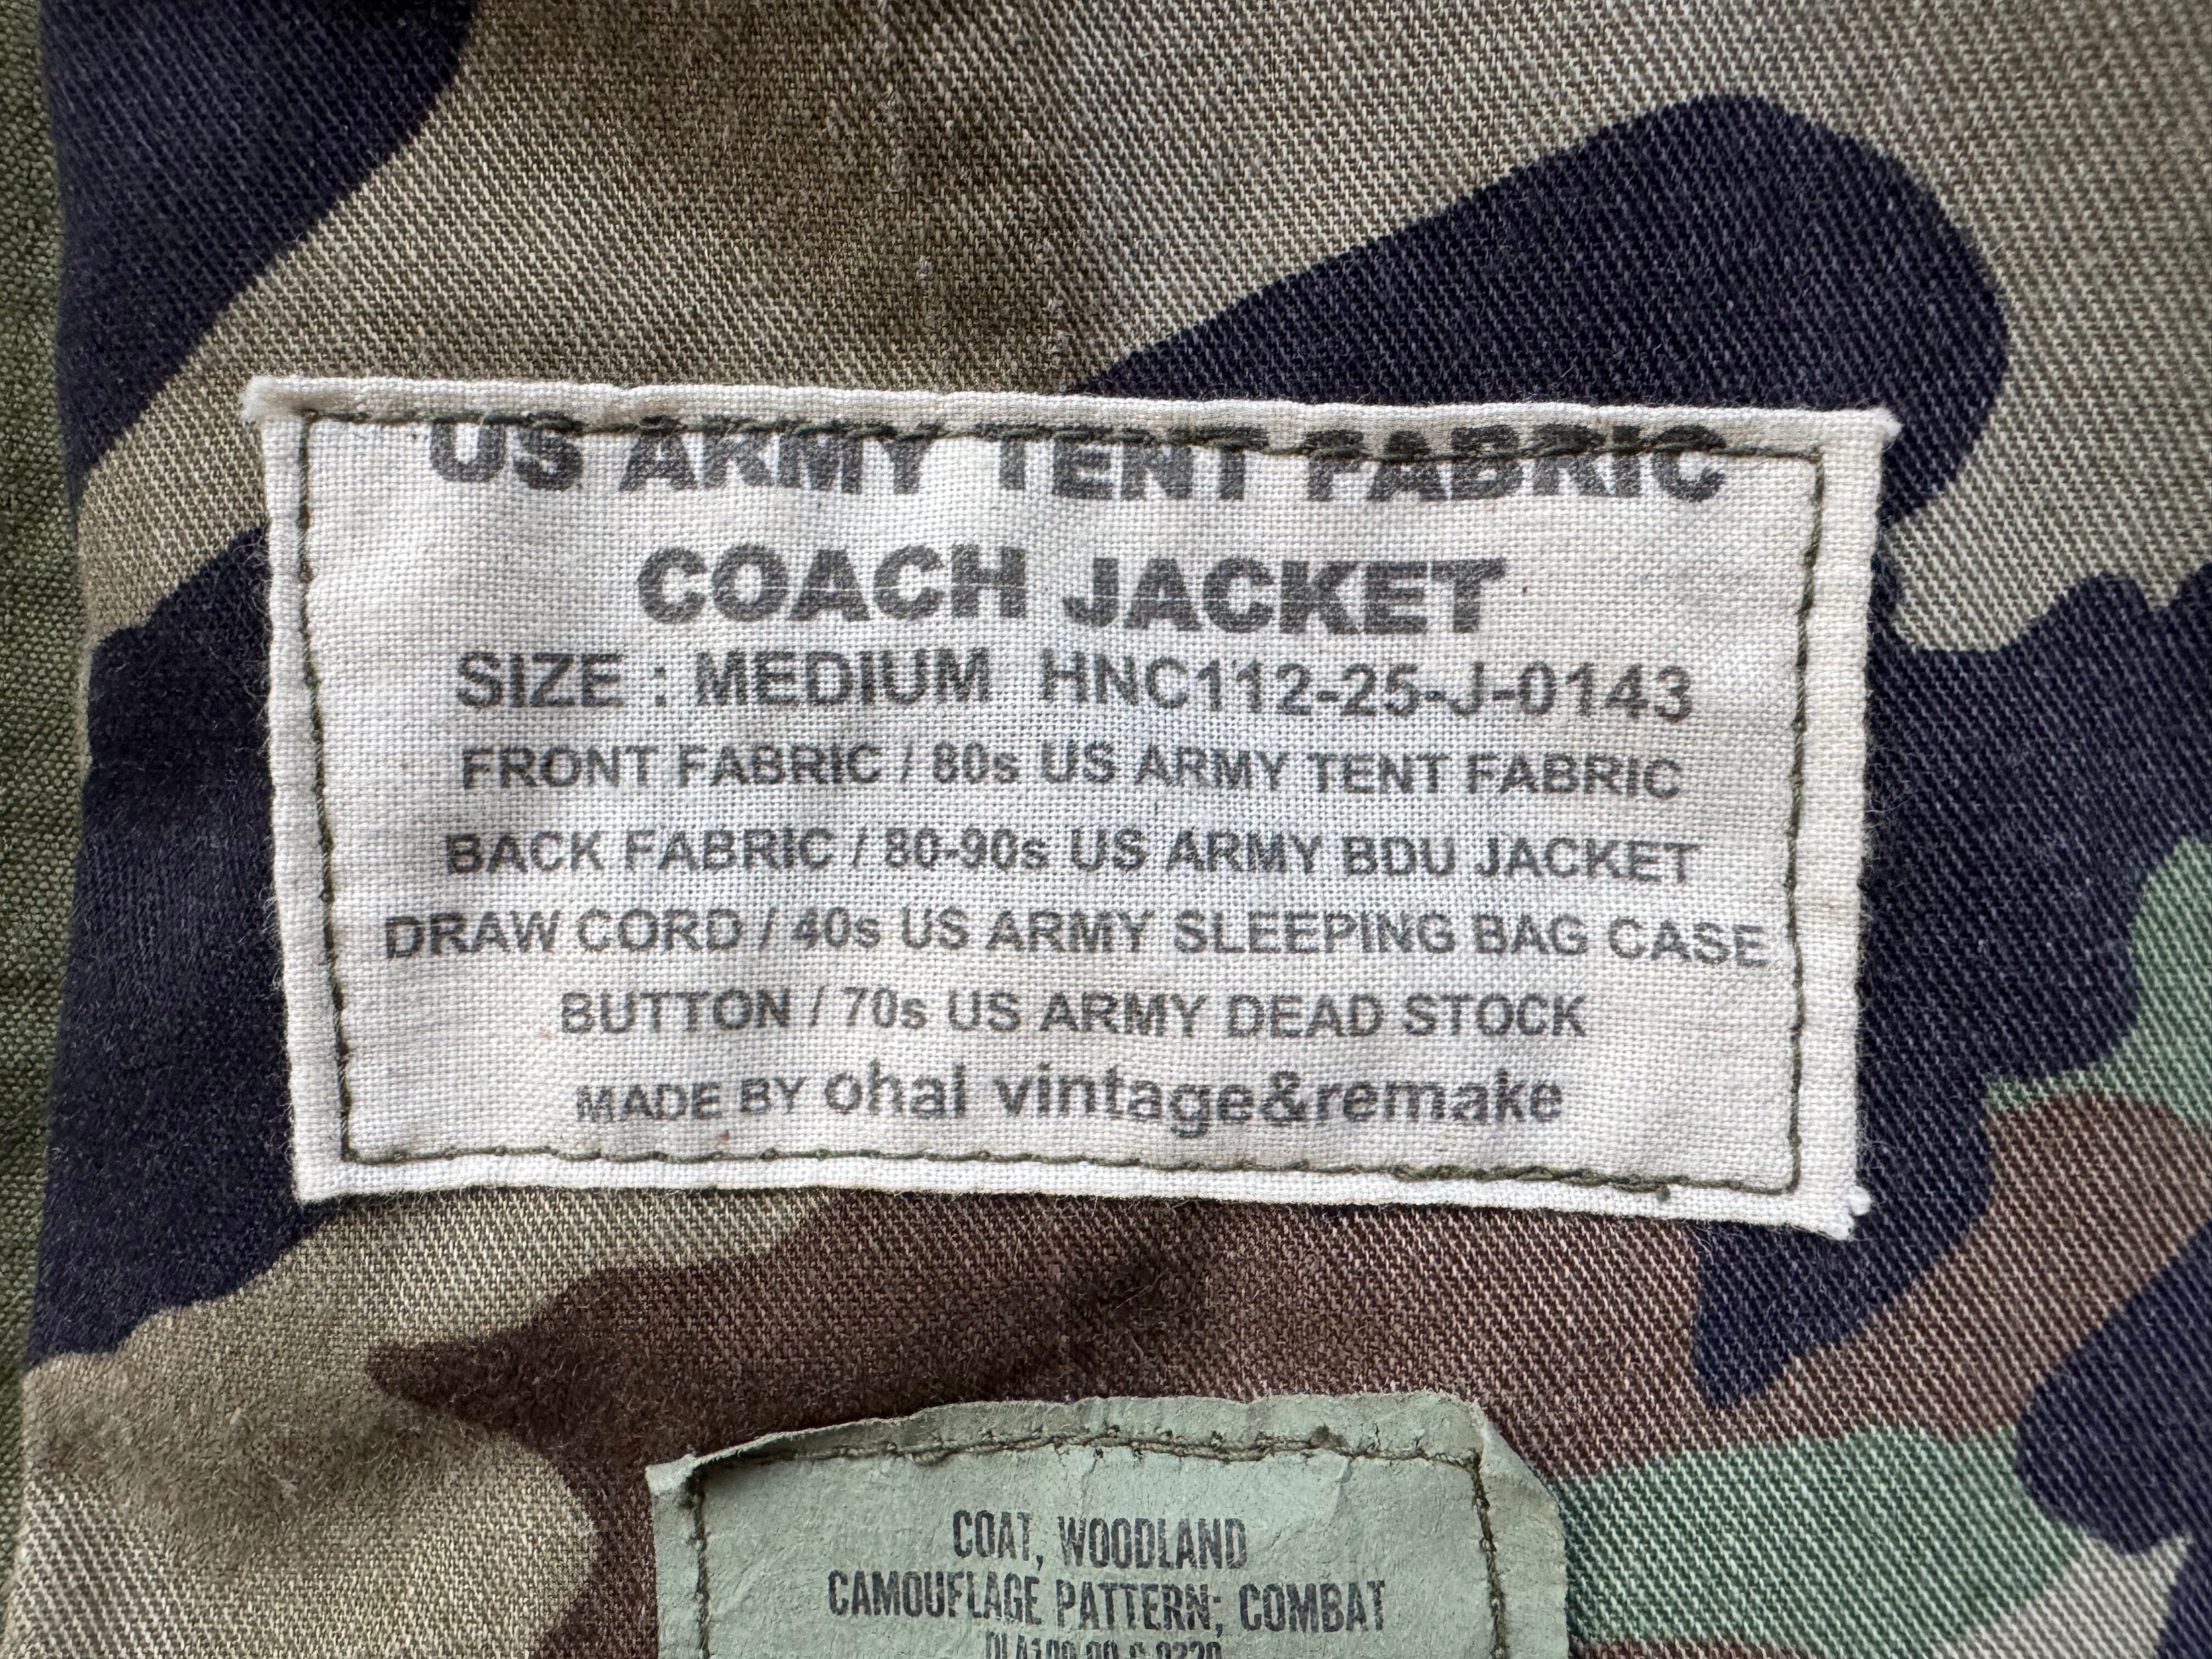 US ARMY TENT FABRIC
COACH JACKET
SIZE : MEDIUM HNC112-25-J-0143
FRONT FABRIC / 80s US ARMY TENT FABRIC
BACK FABRIC / 80-90s US ARMY BDU JACKET
DRAW CORD / 40s US ARMY SLEEPING BAG CASE
BUTTON / 70s US ARMY DEAD STOCK
MADE BY ohal vintage&remake
COAT, WOODLAND
CAMOUFLAGE PATTERN; COMBAT